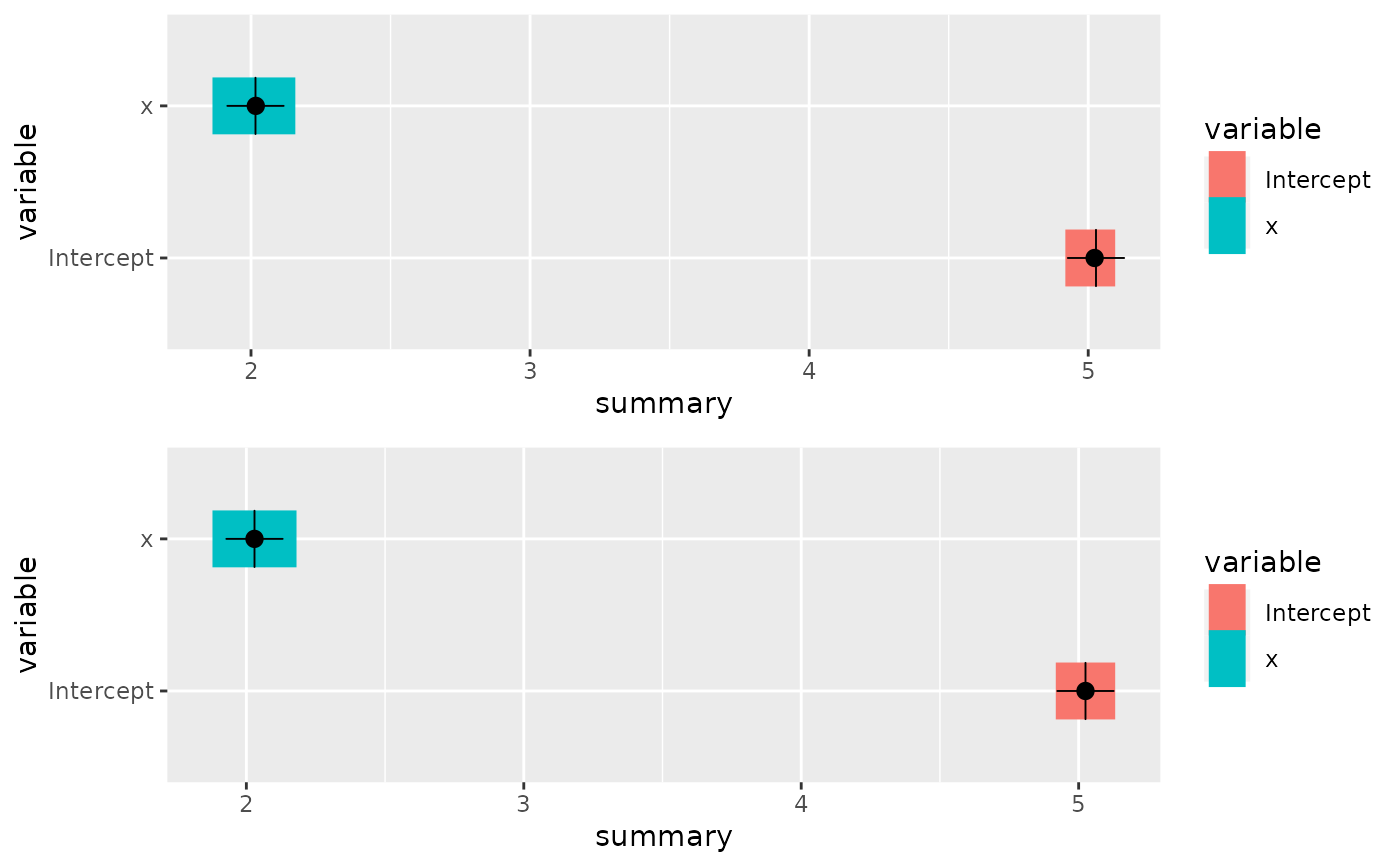 variable
x
Intercept
2 3 4 5
summary
variable
Intercept
x
variable
x
Intercept
2 3 4 5
summary
variable
Intercept
x